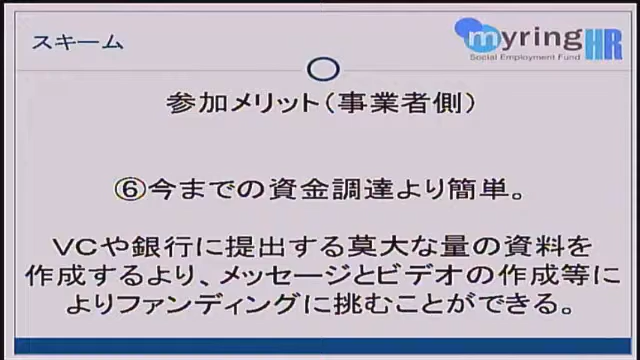 スキーム
myring HR
Social Employment Fund
参加メリット（事業者側）
⑥今までの資金調達より簡単。
VCや銀行に提出する莫大な量の資料を
作成するより、メッセージとビデオの作成等に
よりファンディングに挑むことができる。